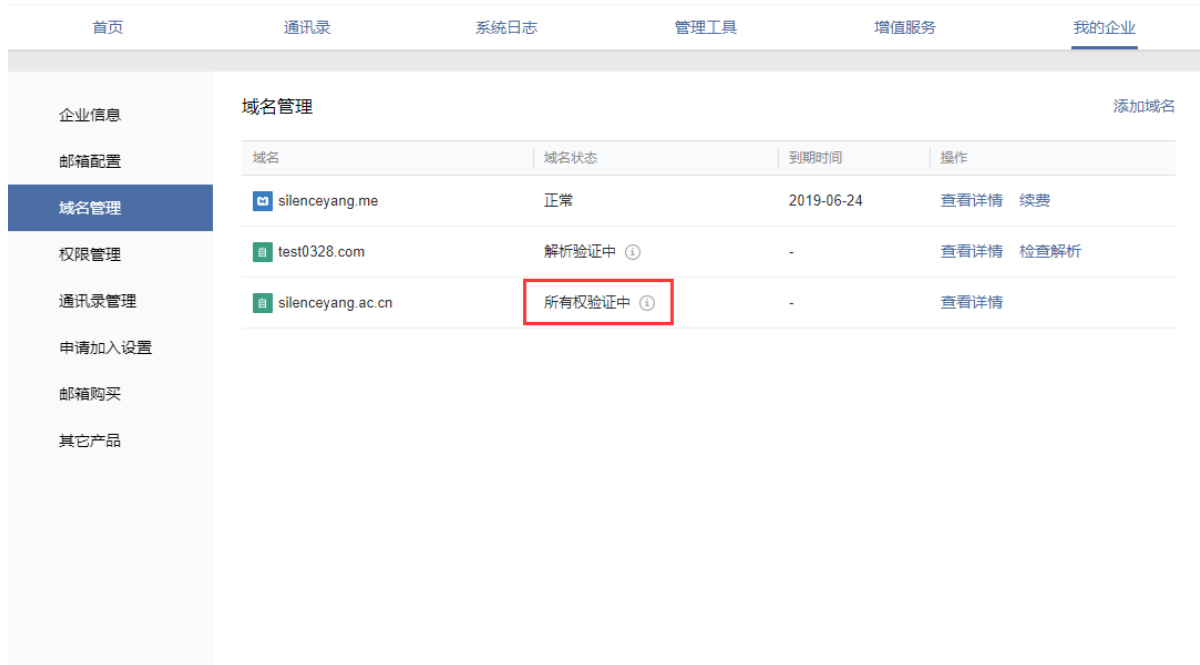 首页 通讯录 系统日志 管理工具 增值服务 我的企业
企业信息
邮箱配置
域名管理
权限管理
通讯录管理
申请加入设置
邮箱购买
其它产品
域名管理 添加域名
域名 域名状态 到期时间 操作
silenceyang.me 正常 2019-06-24 查看详情 续费
自 test0328.com 解析验证中 - 查看详情 检查解析
自 silenceyang.ac.cn 所有权验证中 - 查看详情